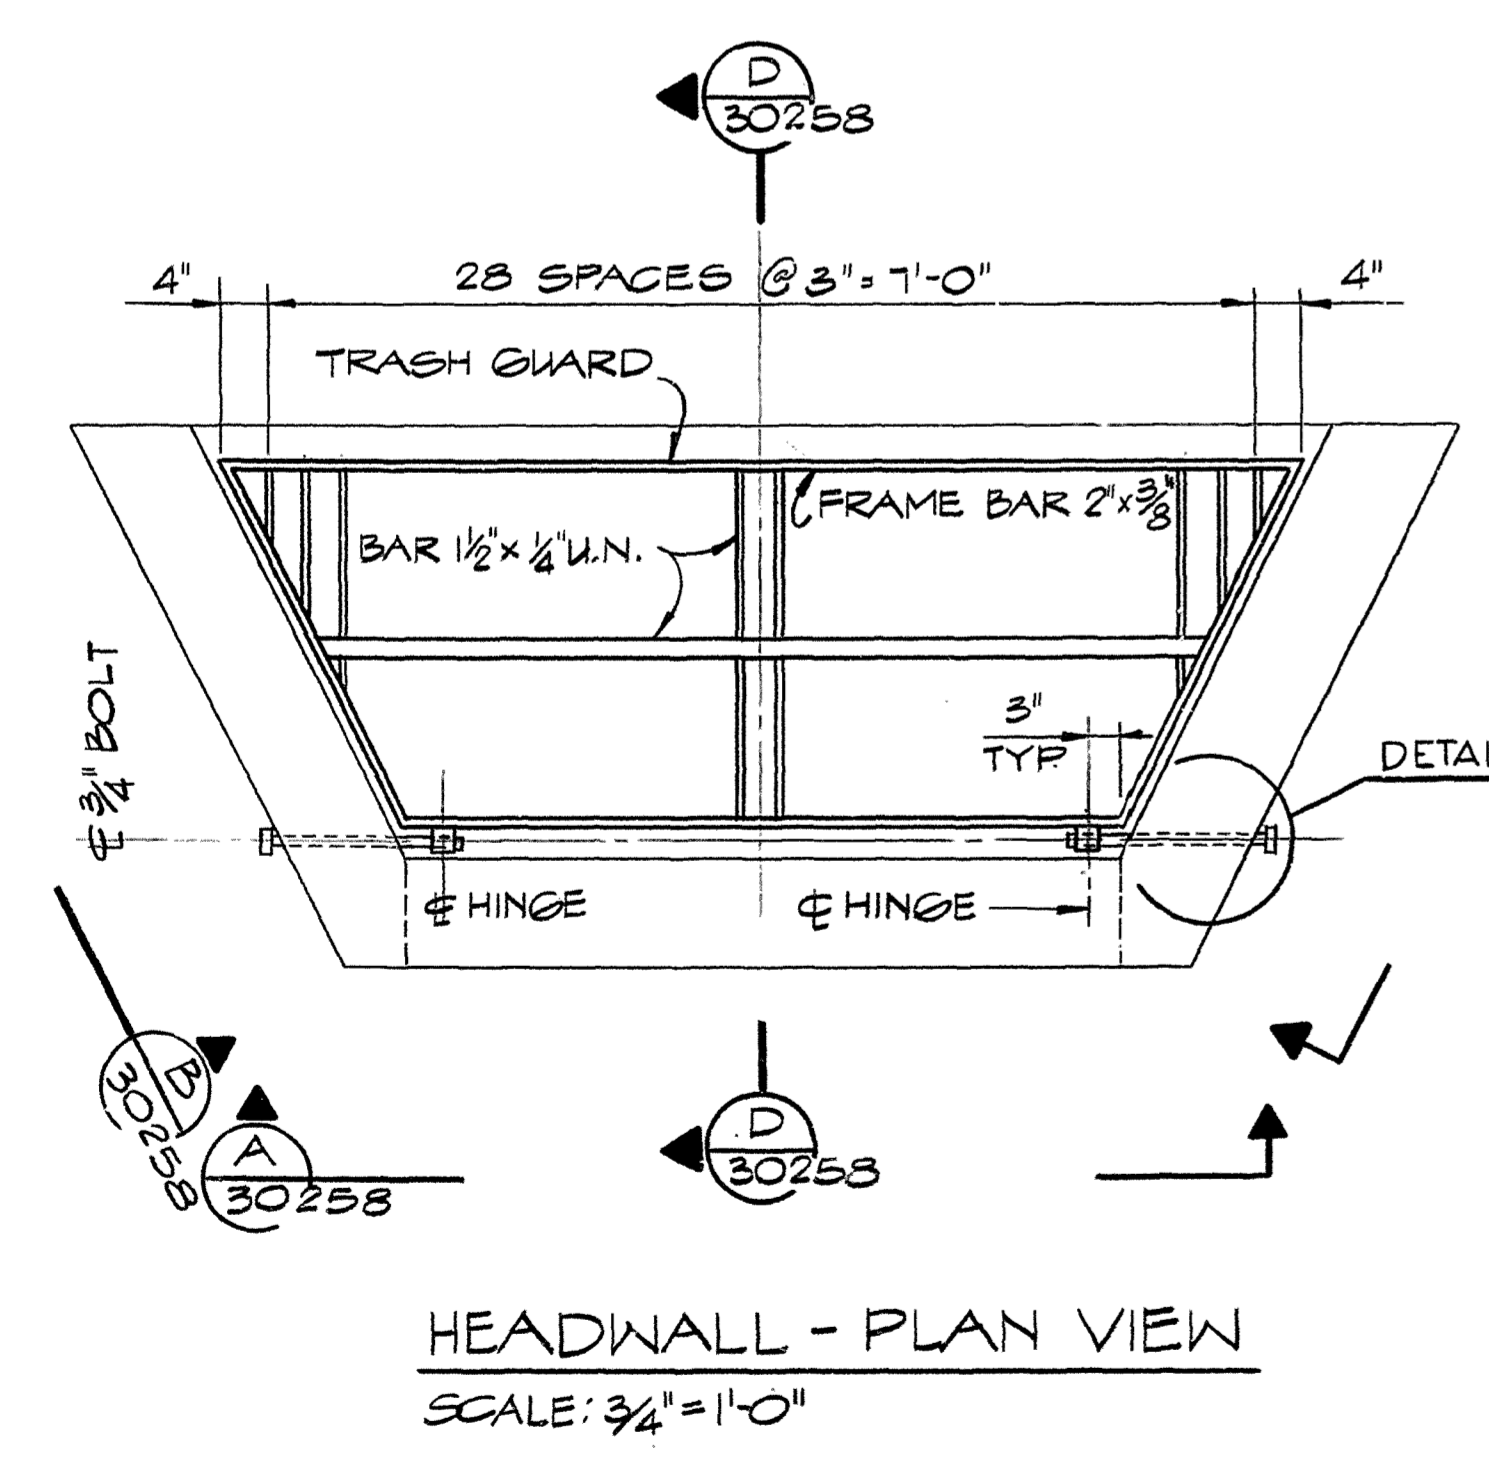 D
30258
4" 28 SPACES @ 3" = 7'-0" 4"
TRASH GUARD
FRAME BAR 2" x 3/8"
BAR 1 1/2" x 1/4" U.N.
℄ 3/4" BOLT
3"
TYP.
DETAI
℄ HINGE ℄ HINGE
B
30258
A
30258
D
30258
HEADWALL - PLAN VIEW
SCALE: 3/4" = 1'-0"